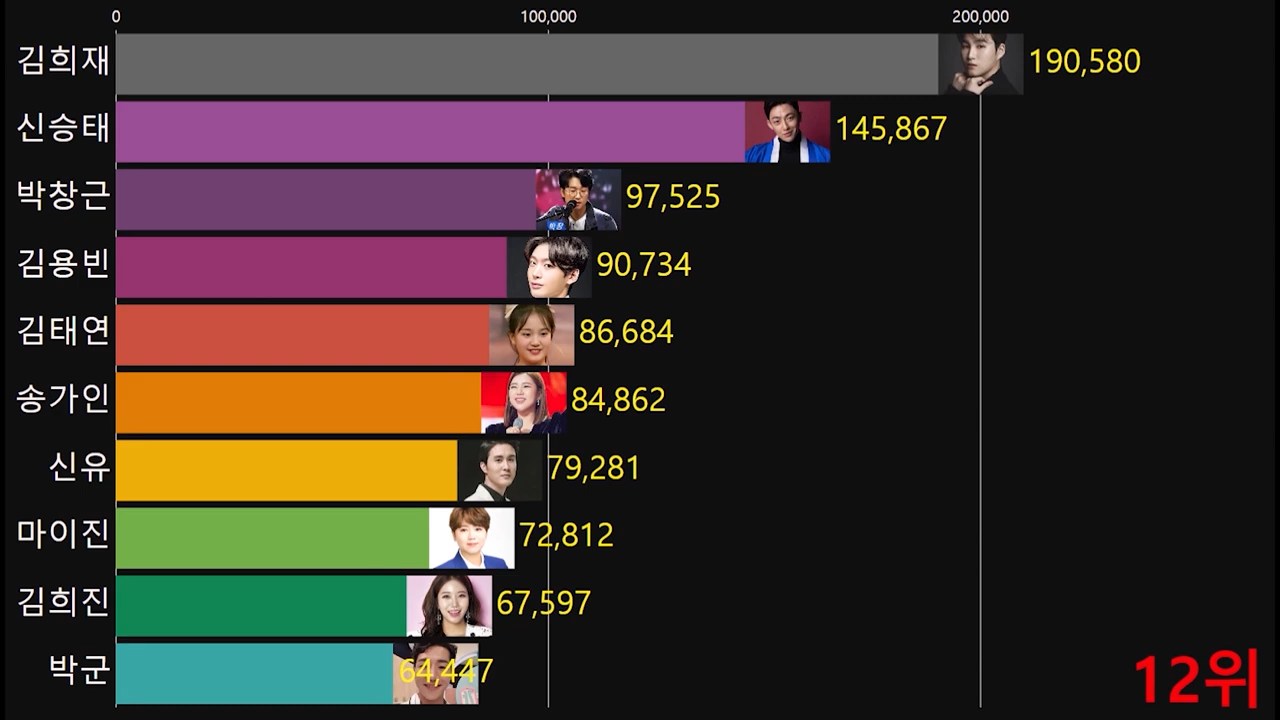 0 100,000 200,000
김희재 190,580
신승태 145,867
박창근 97,525
김용빈 90,734
김태연 86,684
송가인 84,862
신유 79,281
마이진 72,812
김희진 67,597
박군 64,447
12위